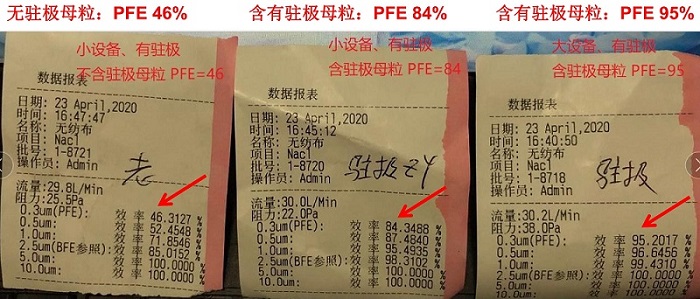 无驻极母粒：PFE 46%
小设备、有驻极
不含驻极母粒 PFE=46
数据报表
日期: 23 April,2020
时间: 16:47:47
名称: 无纺布
项目: Nacl
批号: 1-8721
操作员: Admin
流量: 29.8L/Min
阻力: 25.5Pa
0.3um(PFE): 效率 46.3127 %
0.5um: 效率 52.4548 %
1.0um: 效率 71.8546 %
2.5um(BFE参照): 效率 85.0152 %
5.0um: 效率 100.0000 %
10.0um: 效率 100.0000 %
含有驻极母粒：PFE 84%
小设备、有驻极
含驻极母粒 PFE=84
数据报表
日期: 23 April,2020
时间: 16:45:12
名称: 无纺布
项目: Nacl
批号: 1-8720
操作员: Admin
驻极
流量: 30.0L/Min
阻力: 22.0Pa
0.3um(PFE): 效率 84.3488 %
0.5um: 效率 87.4840 %
1.0um: 效率 95.4935 %
2.5um(BFE参照): 效率 98.3102 %
5.0um: 效率 100.0000 %
10.0um: 效率 100.0000 %
含有驻极母粒：PFE 95%
大设备、有驻极
含驻极母粒 PFE=95
数据报表
日期: 23 April,2020
时间: 16:40:50
名称: 无纺布
项目: Nacl
批号: 1-8718
操作员: Admin
驻极
流量: 30.2L/Min
阻力: 38.0Pa
0.3um(PFE): 效率 95.2017 %
0.5um: 效率 96.6456 %
1.0um: 效率 99.4310 %
2.5um(BFE参照): 效率 100.0000 %
5.0um: 效率 100.0000 %
10.0um: 效率 100.0000 %